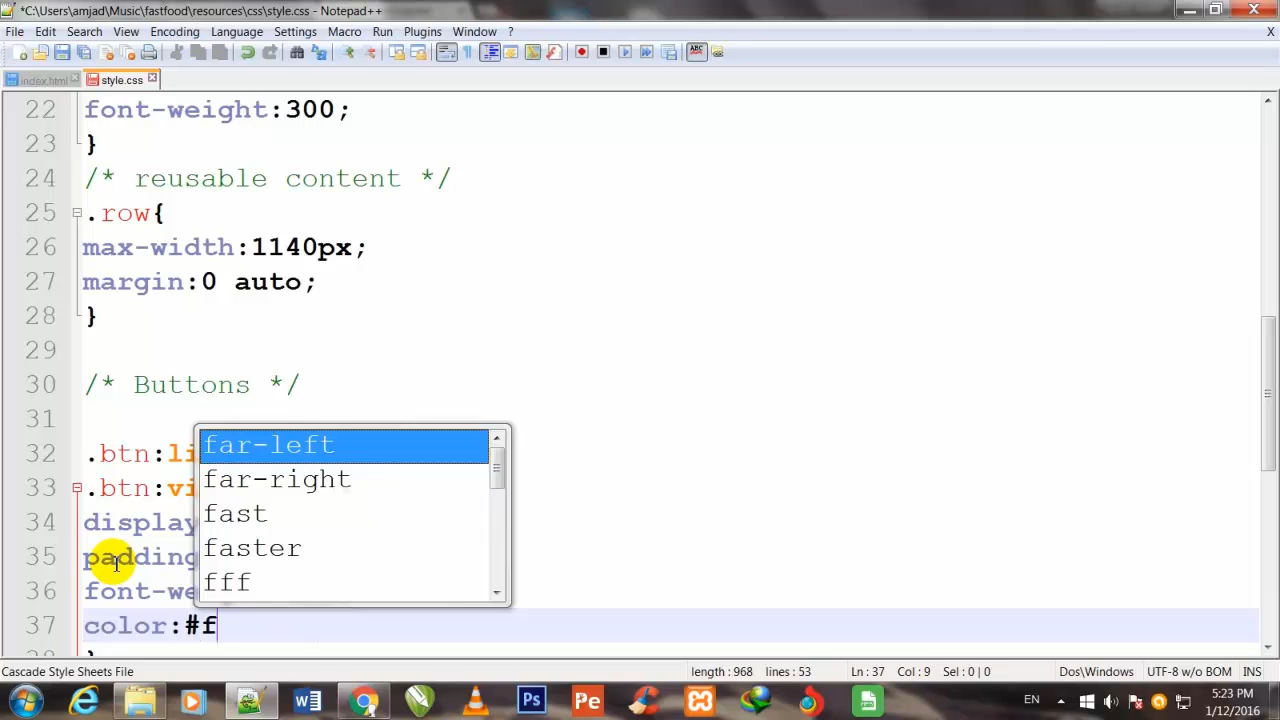 *C:\Users\amjad\Music\fastfood\resources\css\style.css - Notepad++
File Edit Search View Encoding Language Settings Macro Run Plugins Window ? X
index.html style.css
22 font-weight:300;
23 }
24 /* reusable content */
25 .row{
26 max-width:1140px;
27 margin:0 auto;
28 }
29
30 /* Buttons */
31
32 .btn:li
33 .btn:vi
34 display
35 padding
36 font-we
37 color:#f
far-left
far-right
fast
faster
fff
Cascade Style Sheets File length : 968 lines : 53 Ln : 37 Col : 9 Sel : 0 | 0 Dos\Windows UTF-8 w/o BOM INS
EN 5:23 PM
1/12/2016